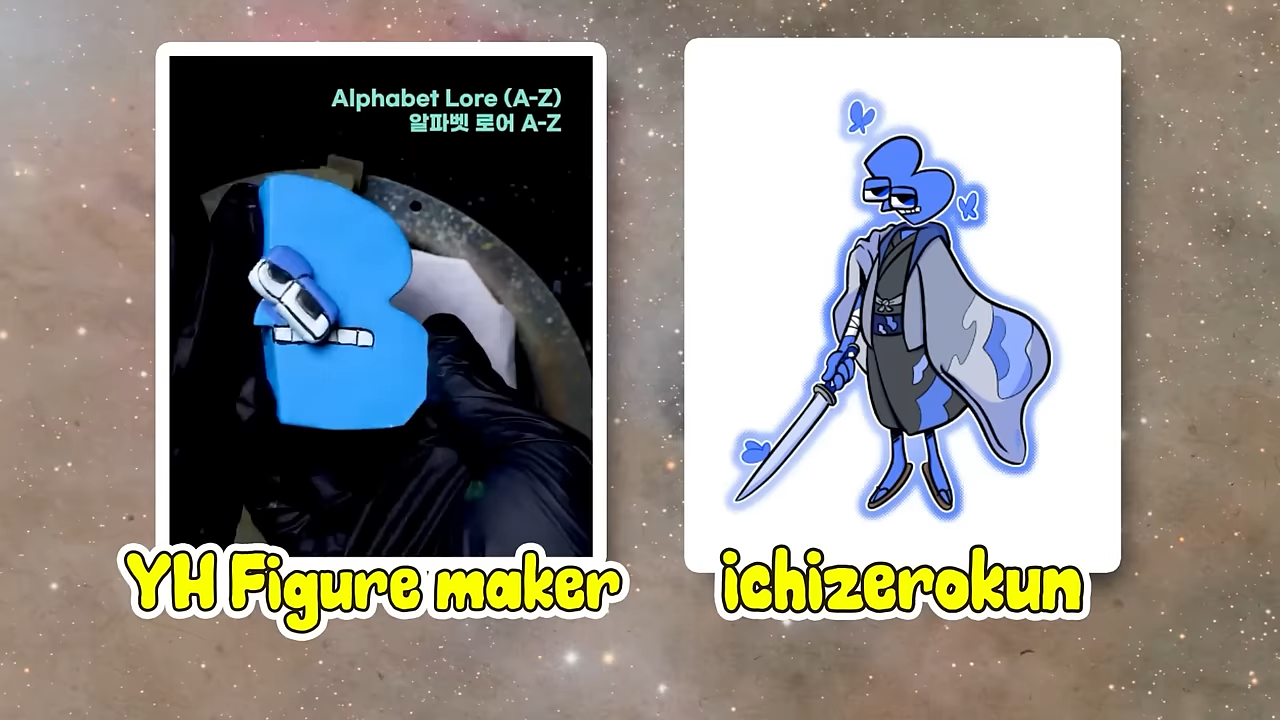 Alphabet Lore (A-Z)
알파벳 로어 A-Z
YH Figure maker
ichizerokun